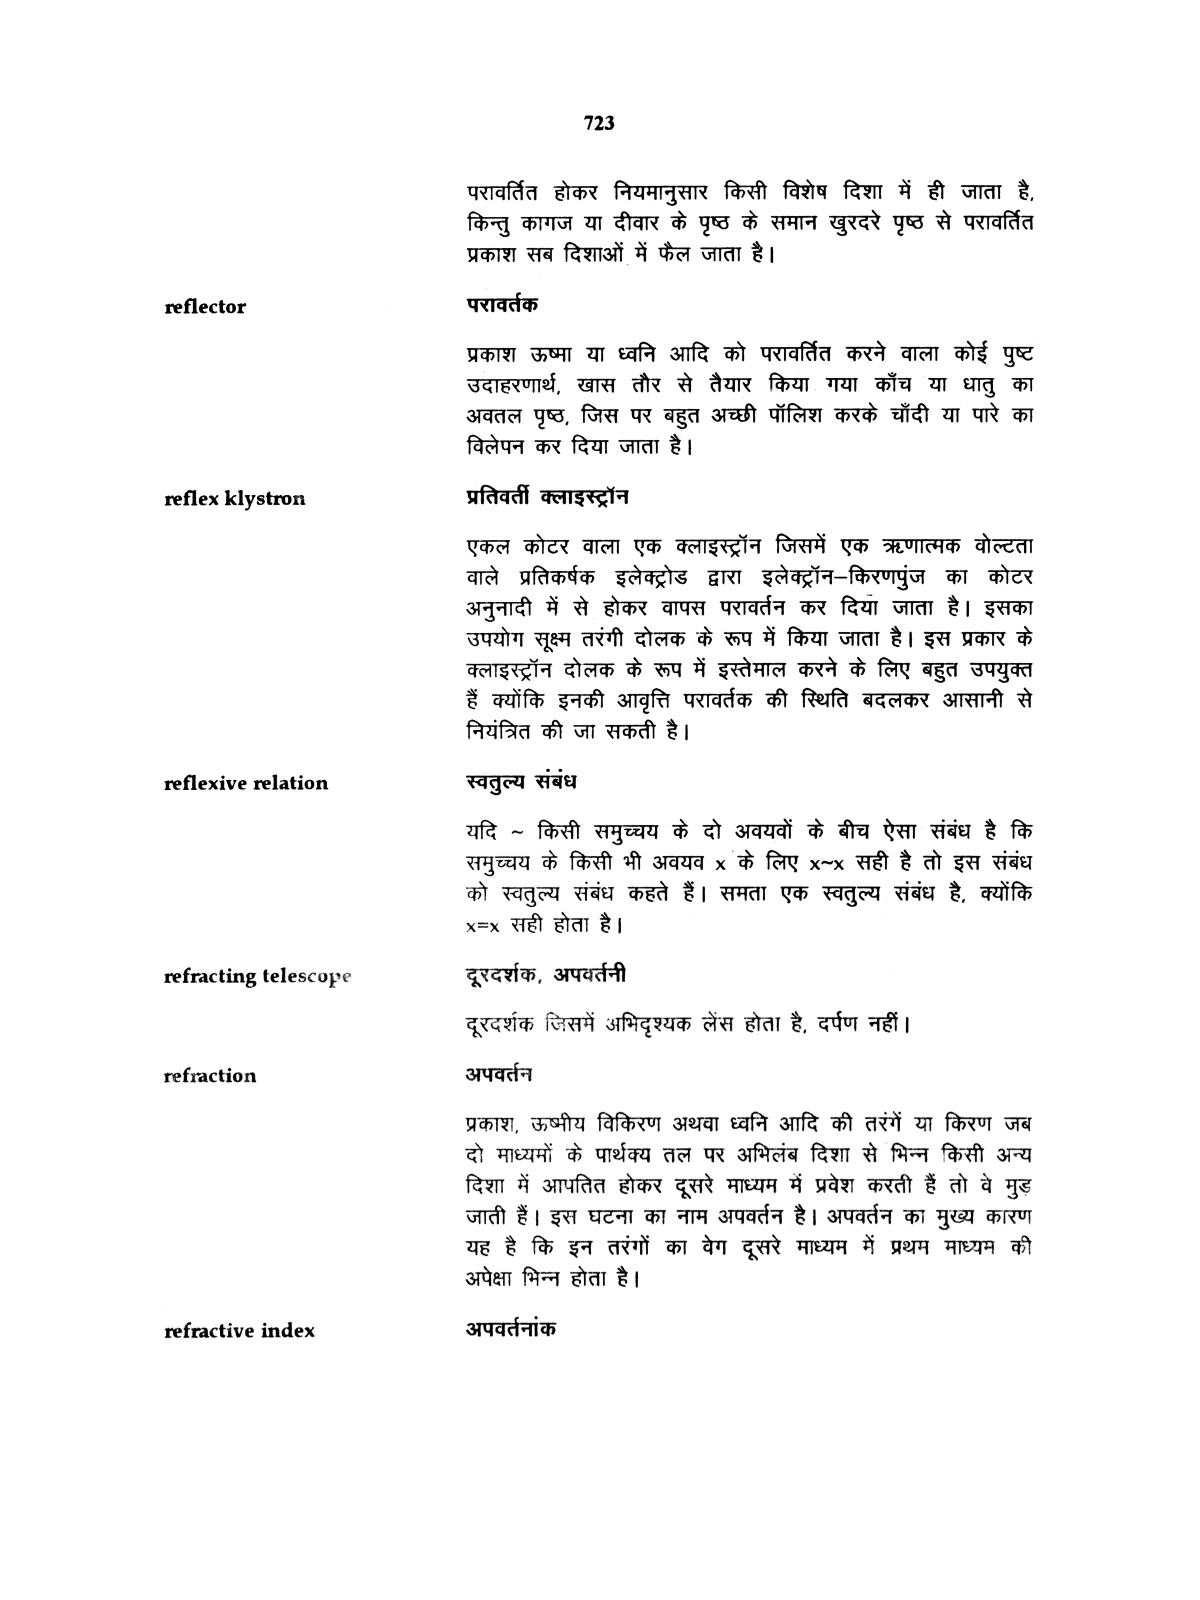 723
परावर्तित होकर नियमानुसार किसी विशेष दिशा में ही जाता है,
किन्तु कागज या दीवार के पृष्ठ के समान खुरदरे पृष्ठ से परावर्तित
प्रकाश सब दिशाओं में फैल जाता है।
reflector परावर्तक
प्रकाश ऊष्मा या ध्वनि आदि को परावर्तित करने वाला कोई पुष्ट
उदाहरणार्थ, खास तौर से तैयार किया गया काँच या धातु का
अवतल पृष्ठ, जिस पर बहुत अच्छी पॉलिश करके चाँदी या पारे का
विलेपन कर दिया जाता है।
reflex klystron प्रतिवर्ती क्लाइस्ट्रॉन
एकल कोटर वाला एक क्लाइस्ट्रॉन जिसमें एक ऋणात्मक वोल्टता
वाले प्रतिकर्षक इलेक्ट्रोड द्वारा इलेक्ट्रॉन–किरणपुंज का कोटर
अनुनादी में से होकर वापस परावर्तन कर दिया जाता है। इसका
उपयोग सूक्ष्म तरंगी दोलक के रूप में किया जाता है। इस प्रकार के
क्लाइस्ट्रॉन दोलक के रूप में इस्तेमाल करने के लिए बहुत उपयुक्त
हैं क्योंकि इनकी आवृत्ति परावर्तक की स्थिति बदलकर आसानी से
नियंत्रित की जा सकती है।
reflexive relation स्वतुल्य संबंध
यदि ~ किसी समुच्चय के दो अवयवों के बीच ऐसा संबंध है कि
समुच्चय के किसी भी अवयव x के लिए x~x सही है तो इस संबंध
को स्वतुल्य संबंध कहते हैं। समता एक स्वतुल्य संबंध है, क्योंकि
x=x सही होता है।
refracting telescope दूरदर्शक, अपवर्तनी
दूरदर्शक जिसमें अभिदृश्यक लेंस होता है, दर्पण नहीं।
refraction अपवर्तन
प्रकाश, ऊष्मीय विकिरण अथवा ध्वनि आदि की तरंगें या किरण जब
दो माध्यमों के पार्थक्य तल पर अभिलंब दिशा से भिन्न किसी अन्य
दिशा में आपतित होकर दूसरे माध्यम में प्रवेश करती हैं तो वे मुड़
जाती हैं। इस घटना का नाम अपवर्तन है। अपवर्तन का मुख्य कारण
यह है कि इन तरंगों का वेग दूसरे माध्यम में प्रथम माध्यम की
अपेक्षा भिन्न होता है।
refractive index अपवर्तनांक